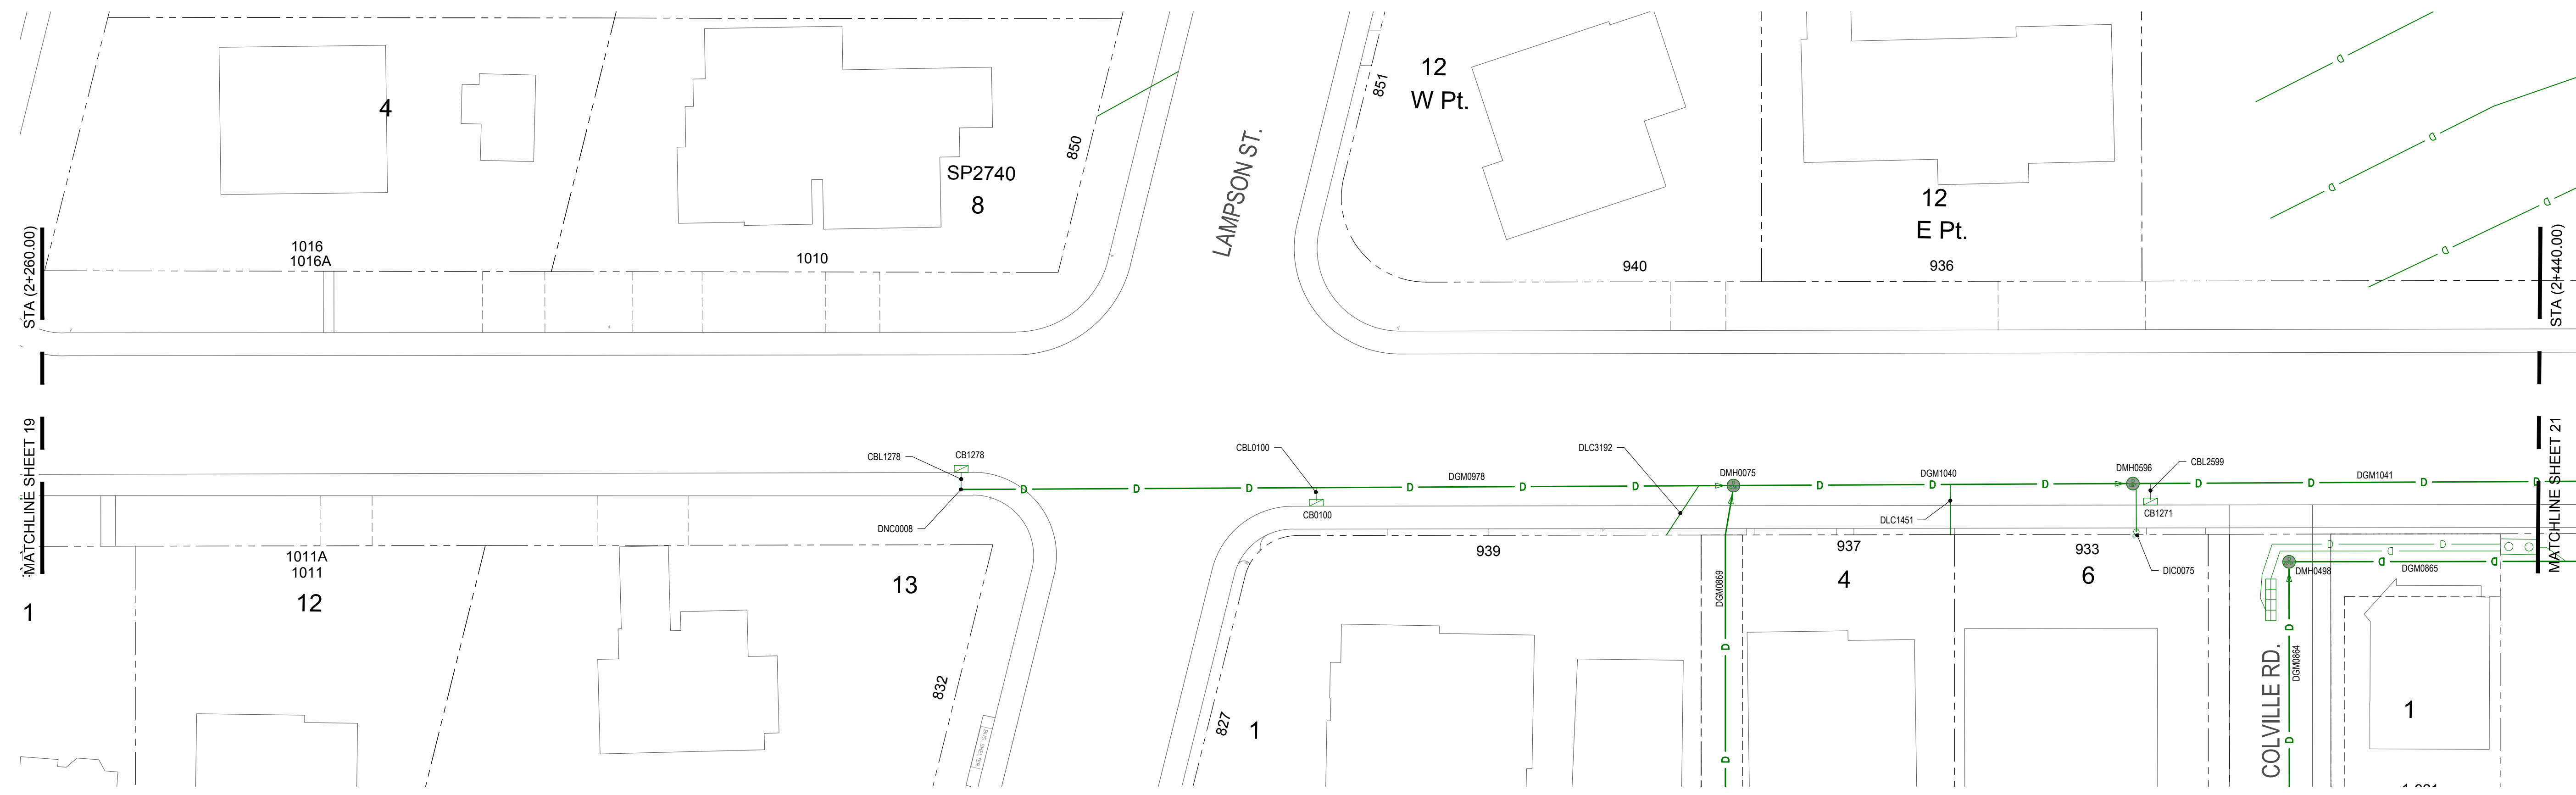 STA (2+260.00)
MATCHLINE SHEET 19
4
1016
1016A
SP2740
8
1010
850
LAMPSON ST.
851
12
W Pt.
940
12
E Pt.
936
D
D
D
D
D
STA (2+440.00)
MATCHLINE SHEET 21
CBL1278
CB1278
DNC0008
CBL0100
CB0100
DGM0978
DLC3192
DMH0075
DGM1040
DLC1451
DMH0596
CBL2599
CB1271
DGM1041
DIC0075
D
D
D
D
D
D
D
D
D
D
D
D
D
1
1011A
1011
12
13
832
BUS SHELTER
827
1
939
DGM0869
D
D
937
4
933
6
DMH0498
DGM0865
D
D
D
D
D
COLVILLE RD.
D
DGM0864
D
1